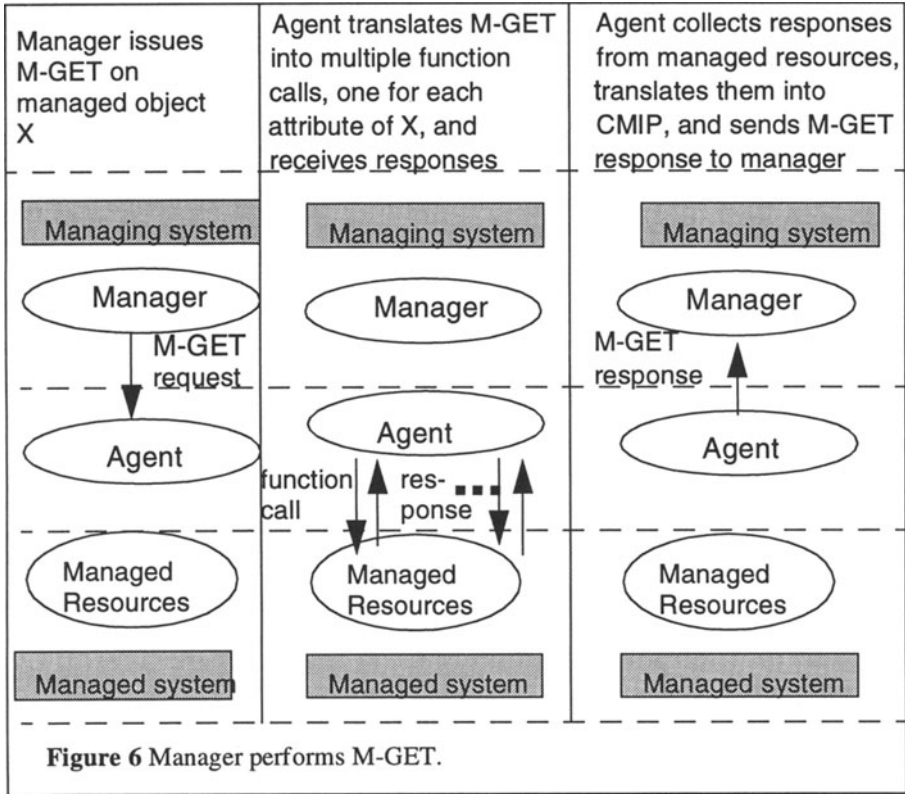 Manager issues
M-GET on
managed object
X
Agent translates M-GET
into multiple function
calls, one for each
attribute of X, and
receives responses
Agent collects responses
from managed resources,
translates them into
CMIP, and sends M-GET
response to manager
Managing system
Manager
M-GET
request
Agent
Managed
Resources
Managed system
Managing system
Manager
Agent
function
call
res-
ponse
Managed
Resources
Managed system
Managing system
Manager
M-GET
response
Agent
Managed
Resources
Managed system
Figure 6 Manager performs M-GET.